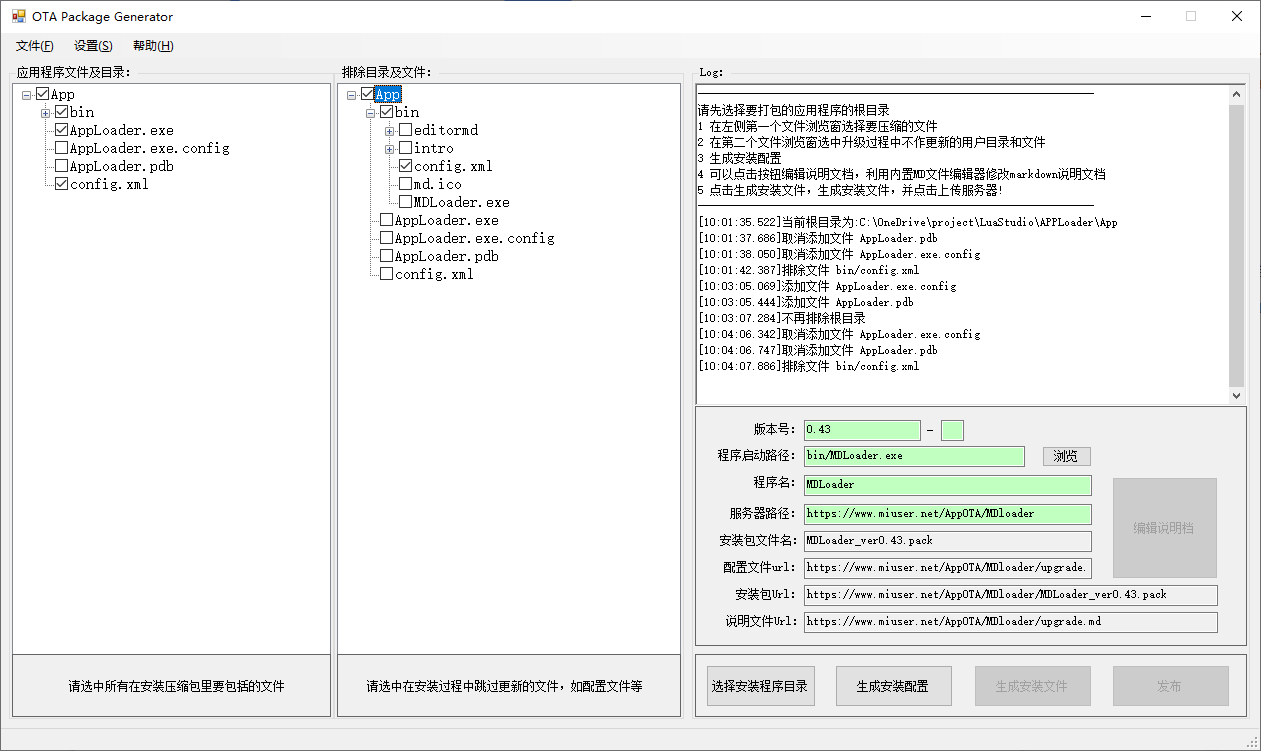 OTA Package Generator
文件(F) 设置(S) 帮助(H)
应用程序文件及目录:
App
bin
AppLoader.exe
AppLoader.exe.config
AppLoader.pdb
config.xml
请选中所有在安装压缩包里要包括的文件
排除目录及文件:
App
bin
editormd
intro
config.xml
md.ico
MDLoader.exe
AppLoader.exe
AppLoader.exe.config
AppLoader.pdb
config.xml
请选中在安装过程中跳过更新的文件，如配置文件等
Log:
请先选择要打包的应用程序的根目录
1 在左侧第一个文件浏览窗选择要压缩的文件
2 在第二个文件浏览窗选中升级过程中不作更新的用户目录和文件
3 生成安装配置
4 可以点击按钮编辑说明文档，利用内置MD文件编辑器修改markdown说明文档
5 点击生成安装文件，生成安装文件，并点击上传服务器!
[10:01:35.522]当前根目录为:C:\OneDrive\project\LuaStudio\APPLoader\App
[10:01:37.686]取消添加文件 AppLoader.pdb
[10:01:38.050]取消添加文件 AppLoader.exe.config
[10:01:42.387]排除文件 bin/config.xml
[10:03:05.069]添加文件 AppLoader.exe.config
[10:03:05.444]添加文件 AppLoader.pdb
[10:03:07.284]不再排除根目录
[10:04:06.342]取消添加文件 AppLoader.exe.config
[10:04:06.747]取消添加文件 AppLoader.pdb
[10:04:07.886]排除文件 bin/config.xml
版本号: 0.43 -
程序启动路径: bin/MDLoader.exe 浏览
程序名: MDLoader
服务器路径: https://www.miuser.net/AppOTA/MDloader
安装包文件名: MDLoader_ver0.43.pack
编辑说明档
配置文件url: https://www.miuser.net/AppOTA/MDloader/upgrade.
安装包Url: https://www.miuser.net/AppOTA/MDloader/MDLoader_ver0.43.pack
说明文件Url: https://www.miuser.net/AppOTA/MDloader/upgrade.md
选择安装程序目录 生成安装配置 生成安装文件 发布